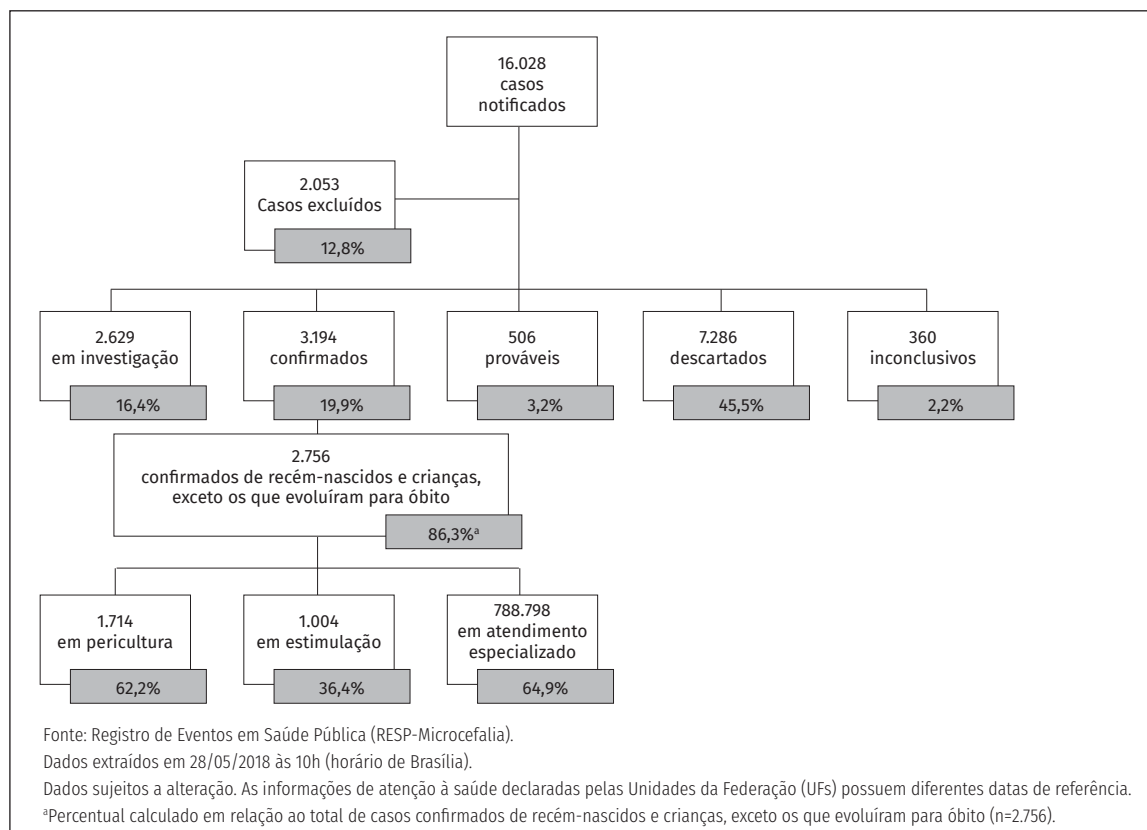 16.028
casos
notificados
2.053
Casos excluídos
12,8%
2.629
em investigação
16,4%
3.194
confirmados
19,9%
506
prováveis
3,2%
7.286
descartados
45,5%
360
inconclusivos
2,2%
2.756
confirmados de recém-nascidos e crianças,
exceto os que evoluíram para óbito
86,3%ª
1.714
em pericultura
62,2%
1.004
em estimulação
36,4%
788.798
em atendimento
especializado
64,9%
Fonte: Registro de Eventos em Saúde Pública (RESP-Microcefalia).
Dados extraídos em 28/05/2018 às 10h (horário de Brasília).
Dados sujeitos a alteração. As informações de atenção à saúde declaradas pelas Unidades da Federação (UFs) possuem diferentes datas de referência.
ªPercentual calculado em relação ao total de casos confirmados de recém-nascidos e crianças, exceto os que evoluíram para óbito (n=2.756).